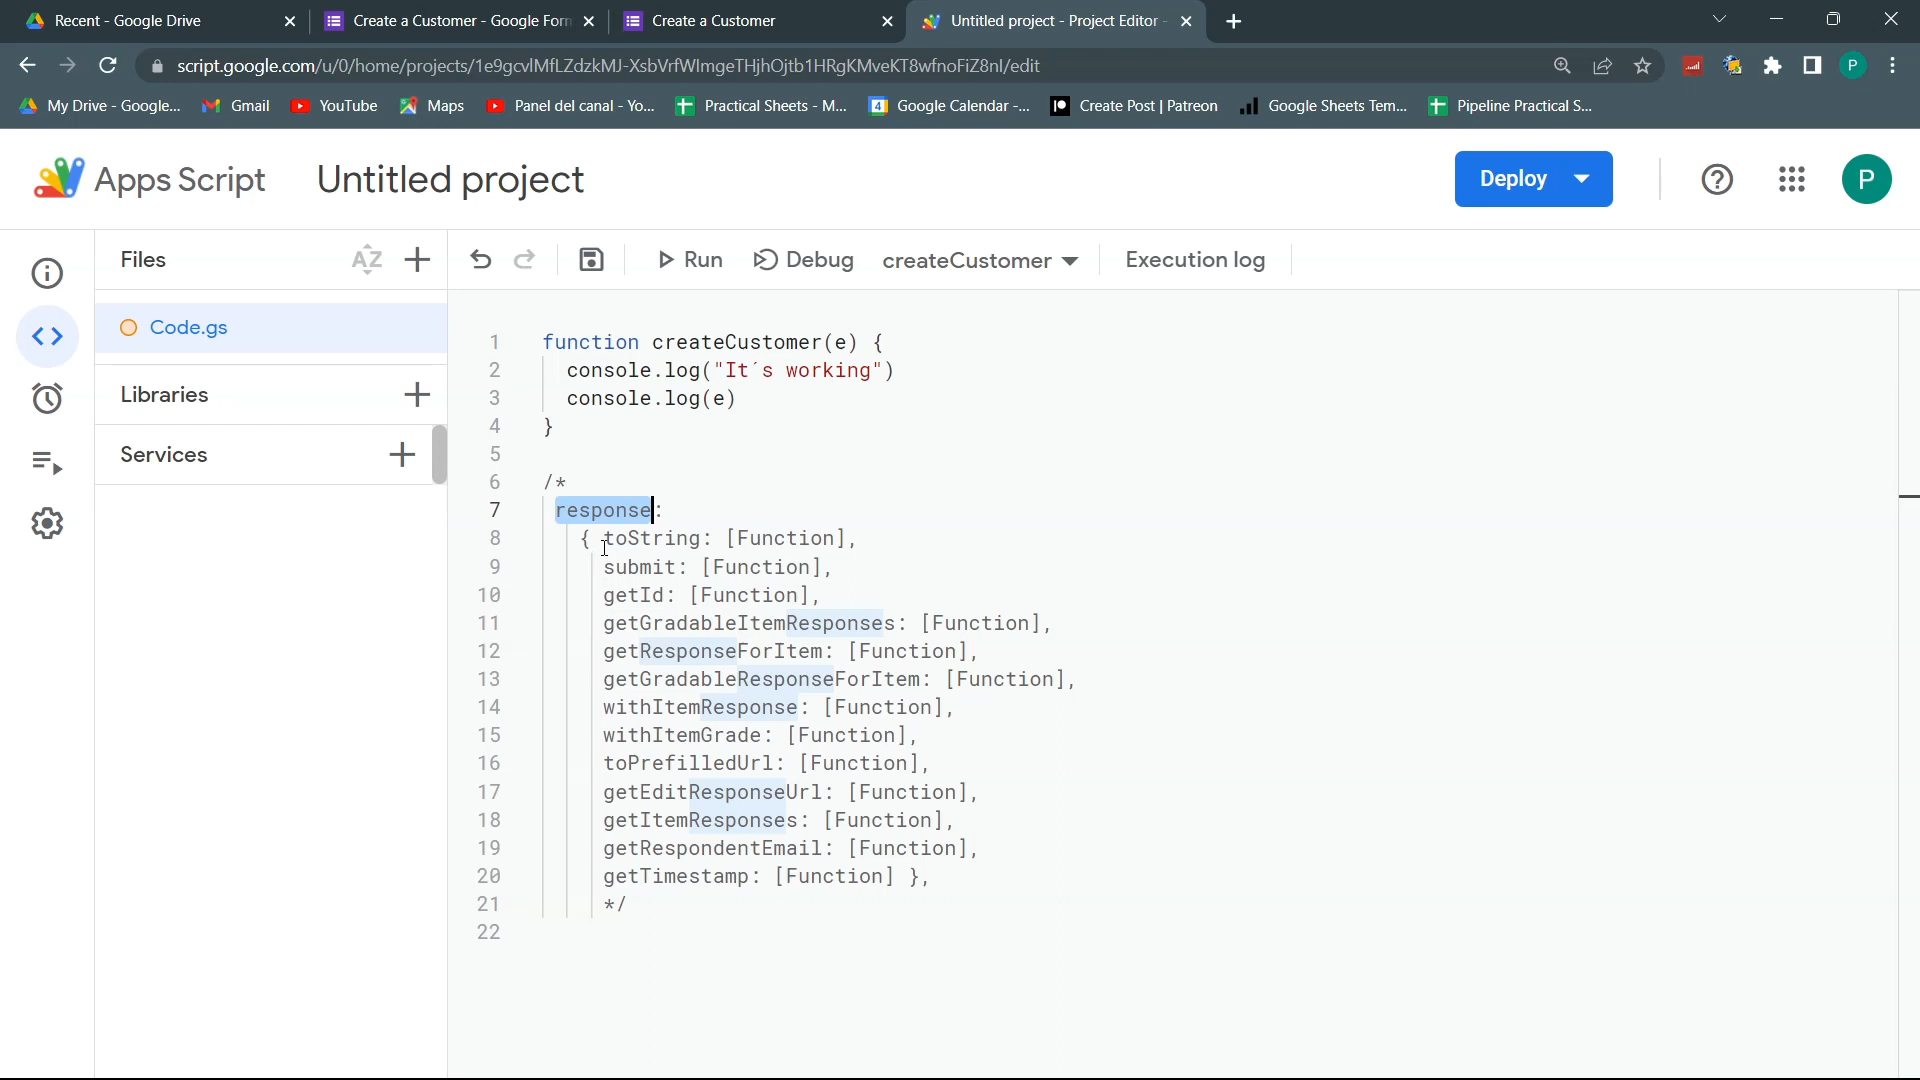 Recent - Google Drive
Create a Customer - Google Form
Create a Customer
Untitled project - Project Editor -
script.google.com/u/0/home/projects/1e9gcvlMfLZdzkMJ-XsbVrfWlmgeTHjhOjtb1HRgKMveKT8wfnoFiZ8nI/edit
P
My Drive - Google...
Gmail
YouTube
Maps
Panel del canal - Yo...
Practical Sheets - M...
Google Calendar -...
Create Post | Patreon
Google Sheets Tem...
Pipeline Practical S...
Apps Script
Untitled project
Deploy
P
Files
AZ
Run
Debug
createCustomer
Execution log
Code.gs
Libraries
Services
1 function createCustomer(e) {
2 console.log("It´s working")
3 console.log(e)
4 }
5
6 /*
7 response:
8 { toString: [Function],
9 submit: [Function],
10 getId: [Function],
11 getGradableItemResponses: [Function],
12 getResponseForItem: [Function],
13 getGradableResponseForItem: [Function],
14 withItemResponse: [Function],
15 withItemGrade: [Function],
16 toPrefilledUrl: [Function],
17 getEditResponseUrl: [Function],
18 getItemResponses: [Function],
19 getRespondentEmail: [Function],
20 getTimestamp: [Function] },
21 */
22